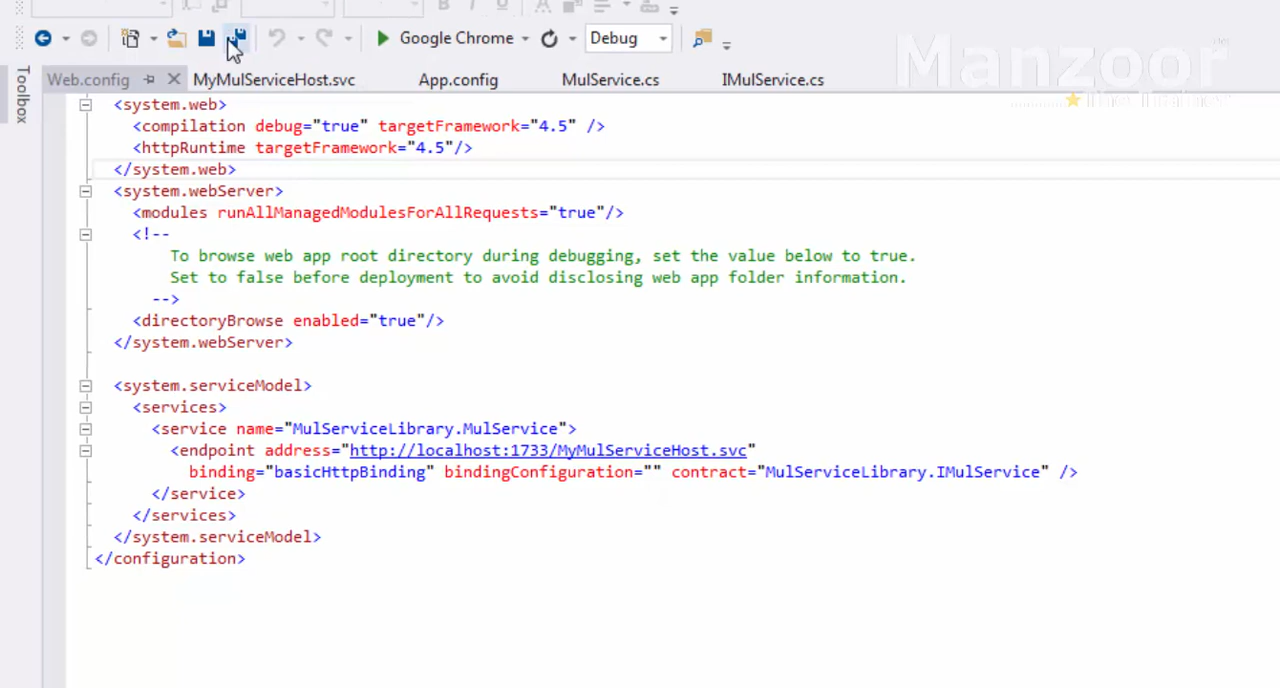 Google Chrome Debug
Toolbox
Web.config MyMulServiceHost.svc App.config MulService.cs IMulService.cs
Manzoor
<system.web>
<compilation debug="true" targetFramework="4.5" />
<httpRuntime targetFramework="4.5"/>
</system.web>
<system.webServer>
<modules runAllManagedModulesForAllRequests="true"/>
<!--
To browse web app root directory during debugging, set the value below to true.
Set to false before deployment to avoid disclosing web app folder information.
-->
<directoryBrowse enabled="true"/>
</system.webServer>
<system.serviceModel>
<services>
<service name="MulServiceLibrary.MulService">
<endpoint address="http://localhost:1733/MyMulServiceHost.svc"
binding="basicHttpBinding" bindingConfiguration="" contract="MulServiceLibrary.IMulService" />
</service>
</services>
</system.serviceModel>
</configuration>